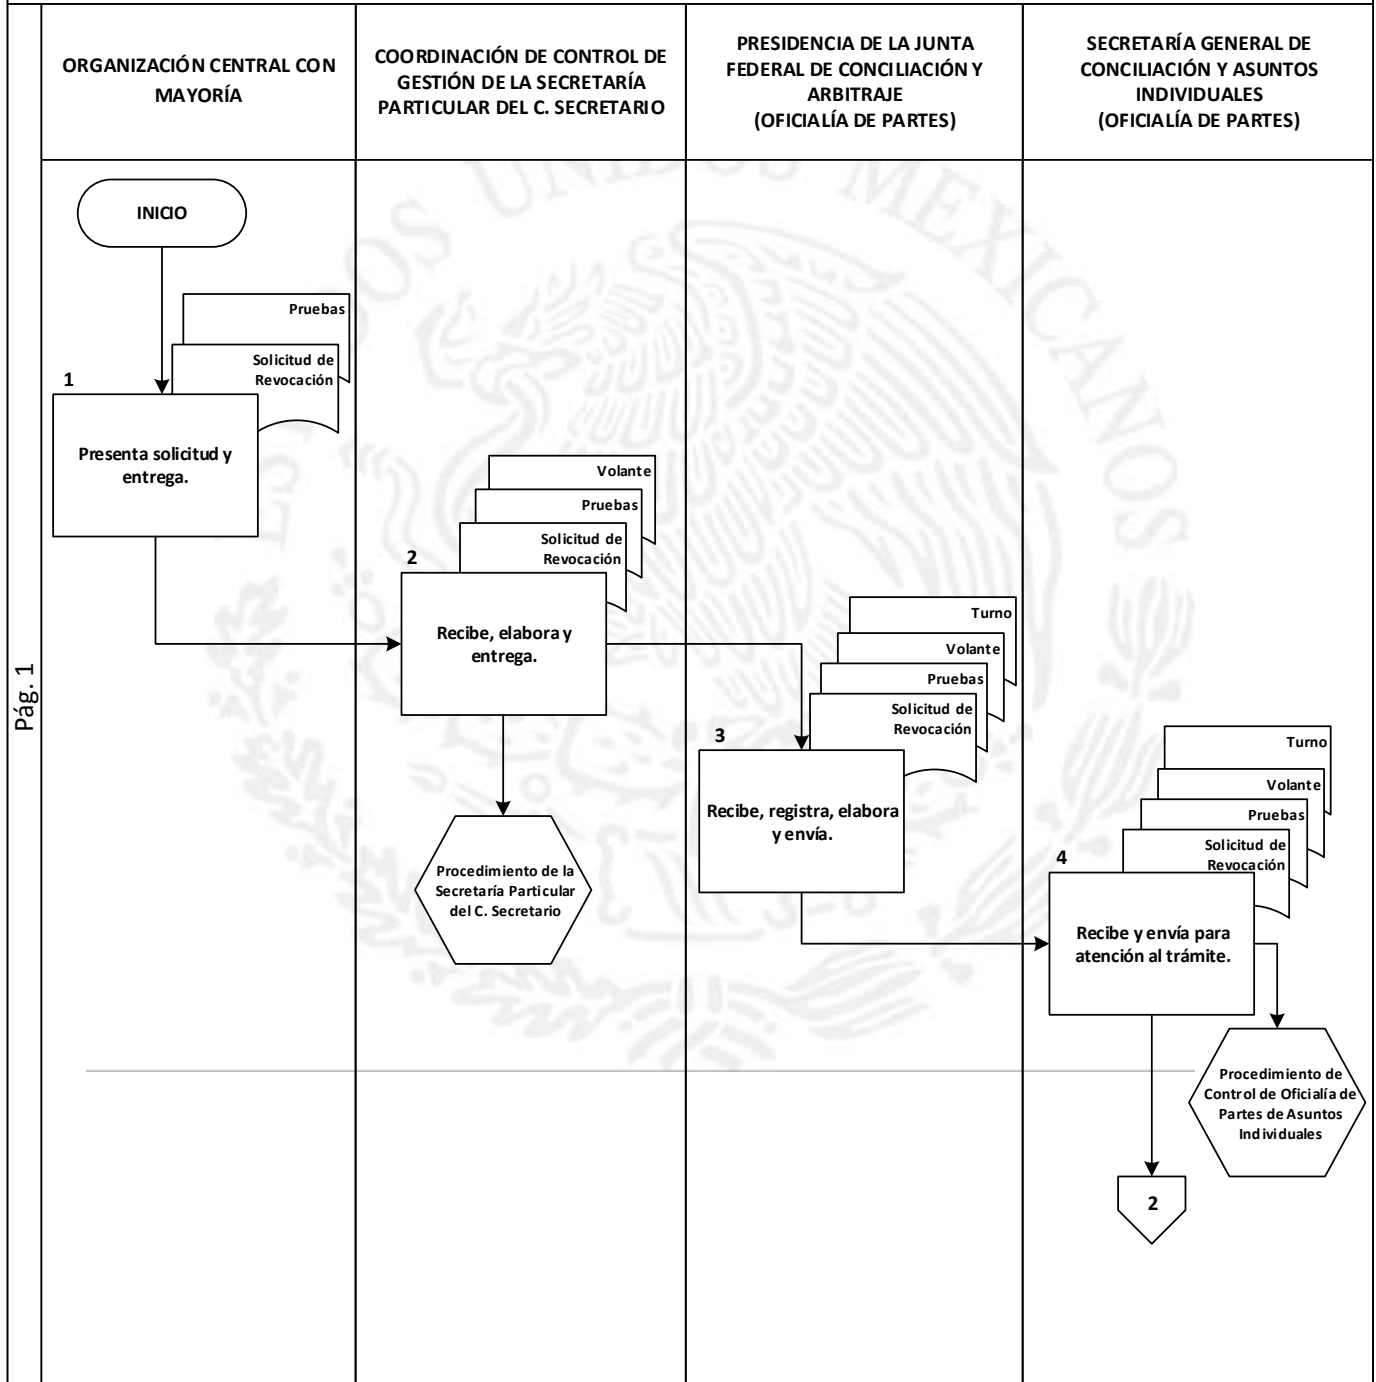 ORGANIZACIÓN CENTRAL CON
MAYORÍA
COORDINACIÓN DE CONTROL DE
GESTIÓN DE LA SECRETARÍA
PARTICULAR DEL C. SECRETARIO
PRESIDENCIA DE LA JUNTA
FEDERAL DE CONCILIACIÓN Y
ARBITRAJE
(OFICIALÍA DE PARTES)
SECRETARÍA GENERAL DE
CONCILIACIÓN Y ASUNTOS
INDIVIDUALES
(OFICIALÍA DE PARTES)
Pág. 1
ESTADOS UNIDOS MEXICANOS
INICIO
Pruebas
Solicitud de
Revocación
1
Presenta solicitud y
entrega.
Volante
Pruebas
Solicitud de
Revocación
2
Recibe, elabora y
entrega.
Procedimiento de la
Secretaría Particular
del C. Secretario
Turno
Volante
Pruebas
Solicitud de
Revocación
3
Recibe, registra, elabora
y envía.
Turno
Volante
Pruebas
Solicitud de
Revocación
4
Recibe y envía para
atención al trámite.
Procedimiento de
Control de Oficialía de
Partes de Asuntos
Individuales
2